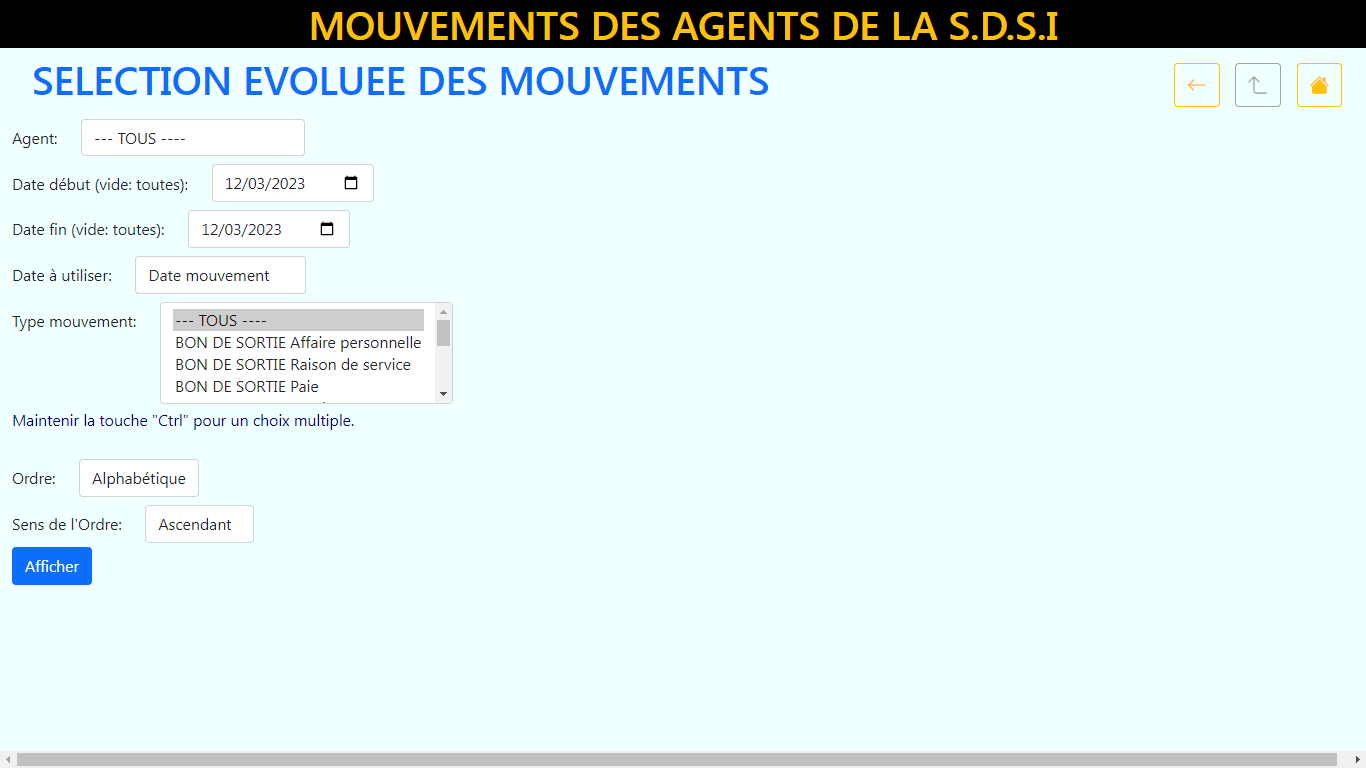 MOUVEMENTS DES AGENTS DE LA S.D.S.I
SELECTION EVOLUEE DES MOUVEMENTS
Agent: --- TOUS ----
Date début (vide: toutes): 12/03/2023
Date fin (vide: toutes): 12/03/2023
Date à utiliser: Date mouvement
Type mouvement: --- TOUS ----
BON DE SORTIE Affaire personnelle
BON DE SORTIE Raison de service
BON DE SORTIE Paie
Maintenir la touche "Ctrl" pour un choix multiple.
Ordre: Alphabétique
Sens de l'Ordre: Ascendant
Afficher